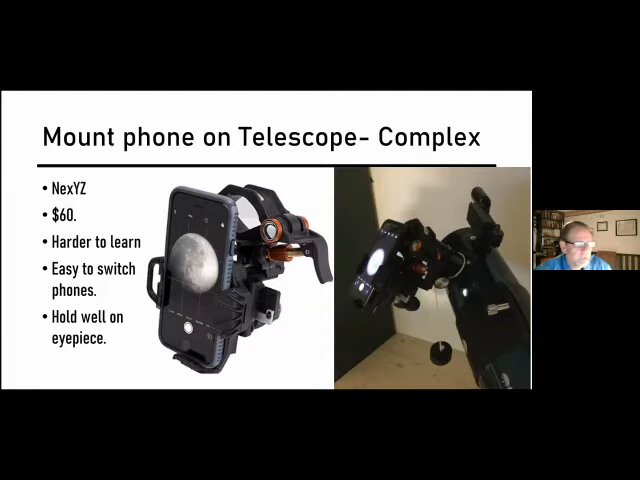 Mount phone on Telescope- Complex
• NexYZ
• $60.
• Harder to learn
• Easy to switch
phones.
• Hold well on
eyepiece.